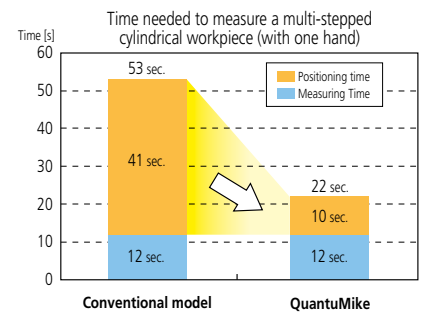 Time needed to measure a multi-stepped
cylindrical workpiece (with one hand)
Time [s]
60
50
40
30
20
10
0
53 sec.
41 sec.
12 sec.
Positioning time
Measuring Time
22 sec.
10 sec.
12 sec.
Conventional model
QuantuMike